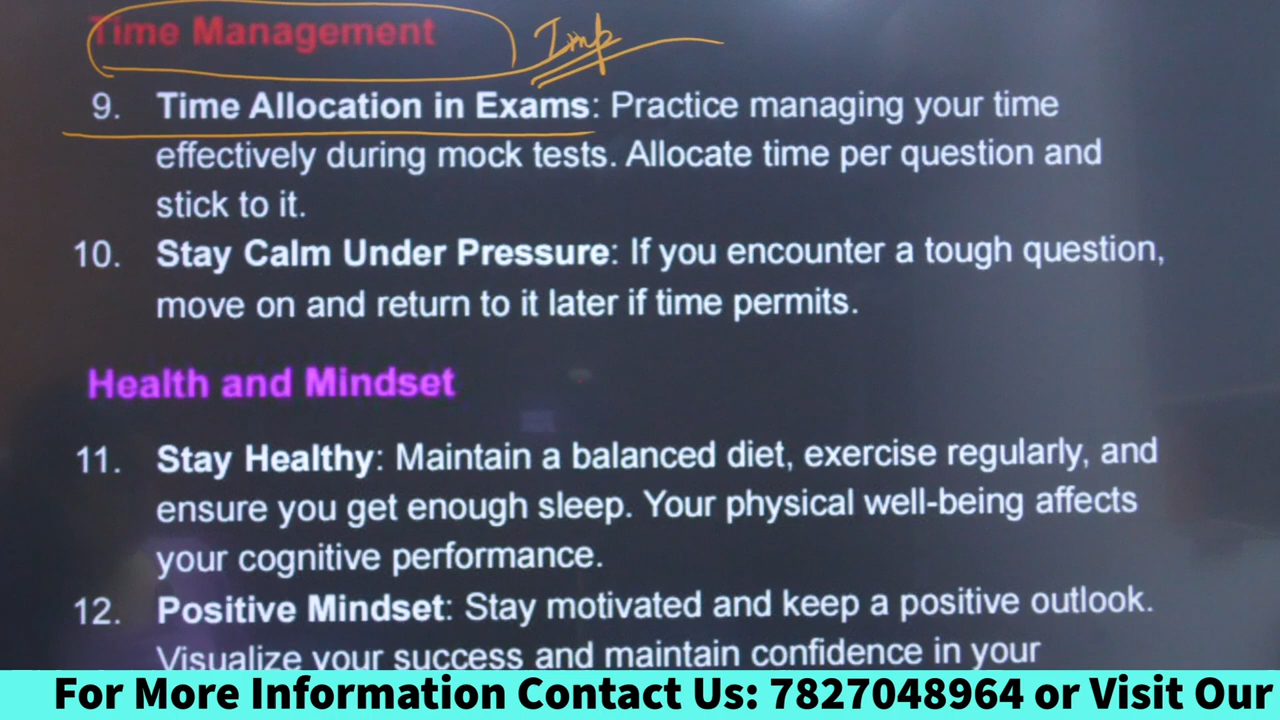 Time Management Imp
9. Time Allocation in Exams: Practice managing your time
effectively during mock tests. Allocate time per question and
stick to it.
10. Stay Calm Under Pressure: If you encounter a tough question,
move on and return to it later if time permits.
Health and Mindset
11. Stay Healthy: Maintain a balanced diet, exercise regularly, and
ensure you get enough sleep. Your physical well-being affects
your cognitive performance.
12. Positive Mindset: Stay motivated and keep a positive outlook.
Visualize your success and maintain confidence in your
For More Information Contact Us: 7827048964 or Visit Our